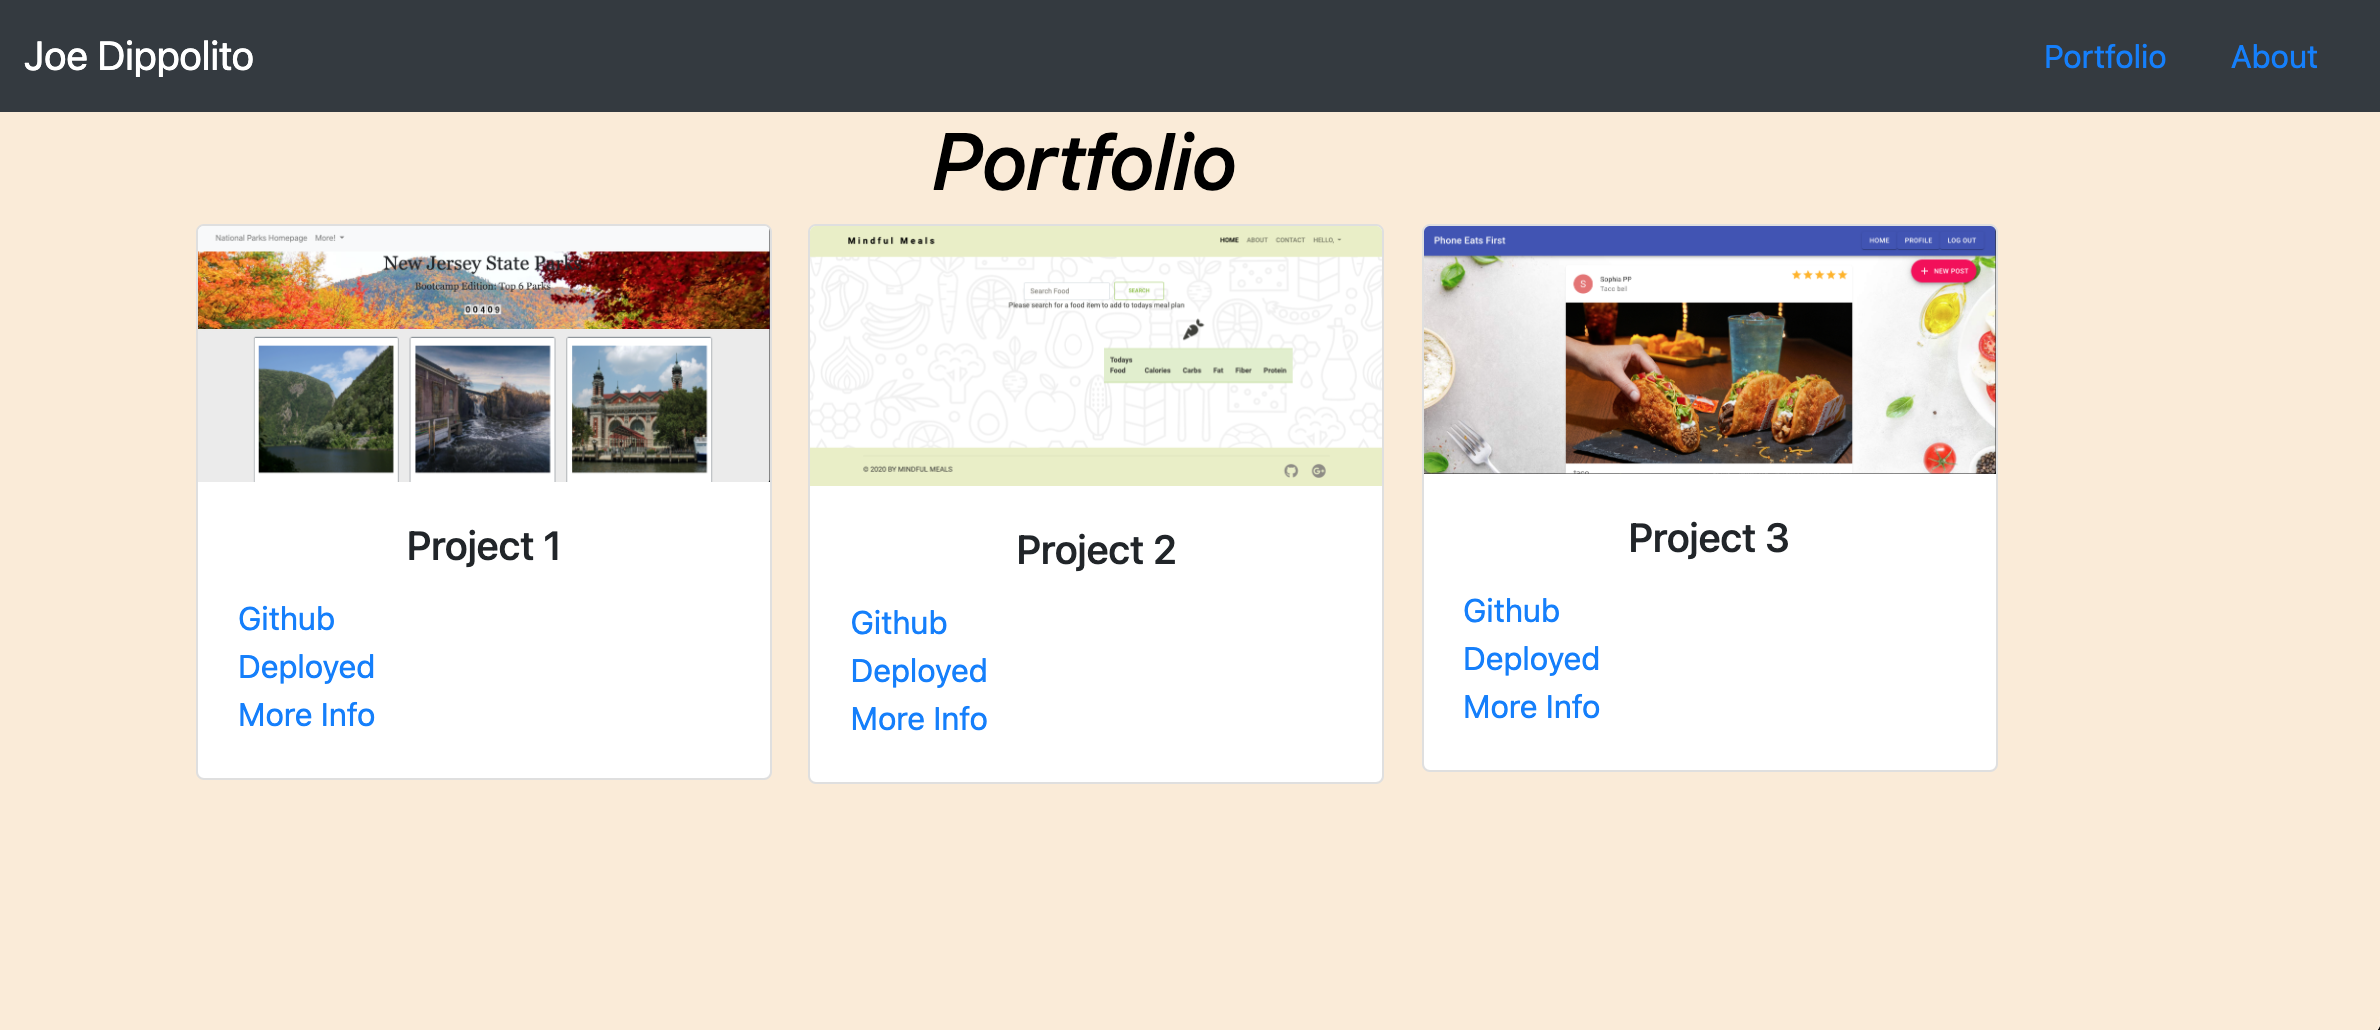 Joe Dippolito
Portfolio About
Portfolio
National Parks Homepage More!
New Jersey State Parks
Bootcamp Edition: Top 6 Parks
00409
Project 1
Github
Deployed
More Info
Mindful Meals
HOME ABOUT CONTACT HELLO,
Search Food SEARCH
Please search for a food item to add to todays meal plan
Todays
Food Calories Carbs Fat Fiber Protein
© 2020 BY MINDFUL MEALS
G+
Project 2
Github
Deployed
More Info
Phone Eats First
HOME PROFILE LOG OUT
+ NEW POST
S
Sophia PP
Taco bell
Project 3
Github
Deployed
More Info